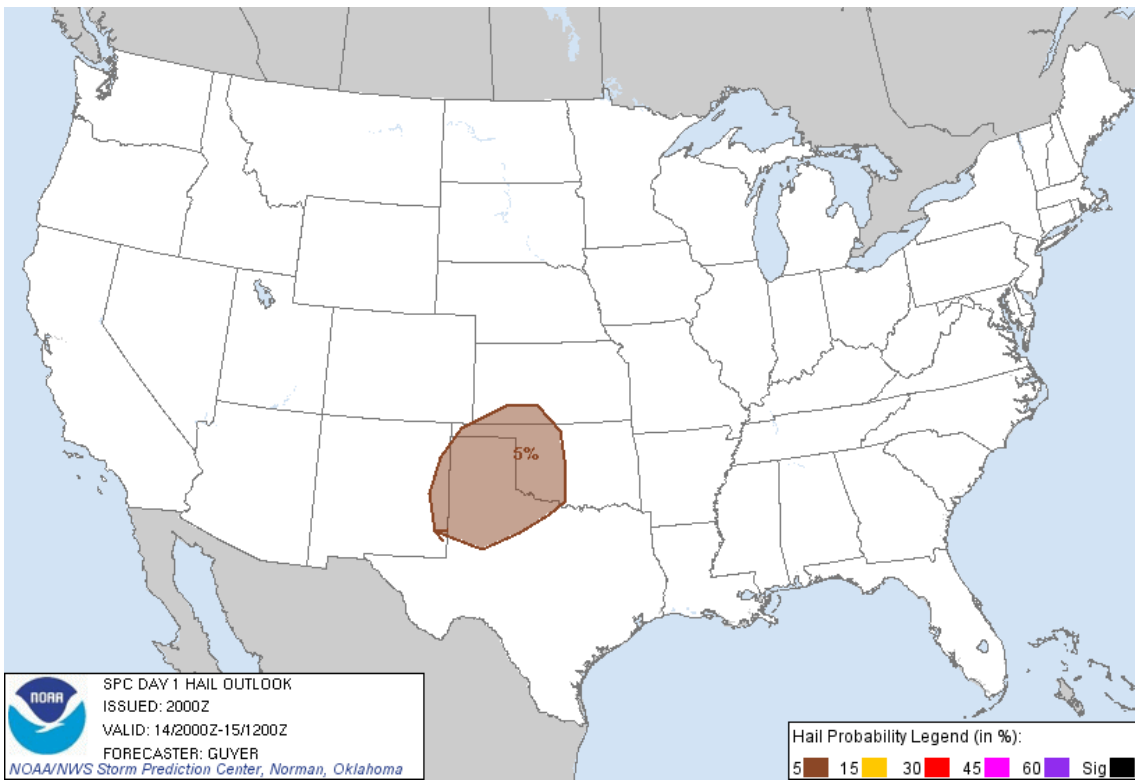 5%
SPC DAY 1 HAIL OUTLOOK
ISSUED: 2000Z
VALID: 14/2000Z-15/1200Z
FORECASTER: GUYER
NOAA/NWS Storm Prediction Center, Norman, Oklahoma
NOAA
Hail Probability Legend (in %):
5 15 30 45 60 Sig